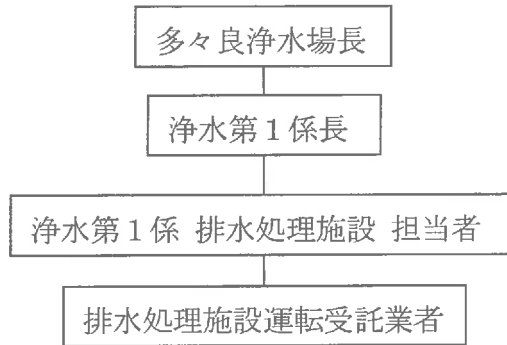 多々良浄水場長
浄水第1係長
浄水第1係 排水処理施設 担当者
排水処理施設運転受託業者